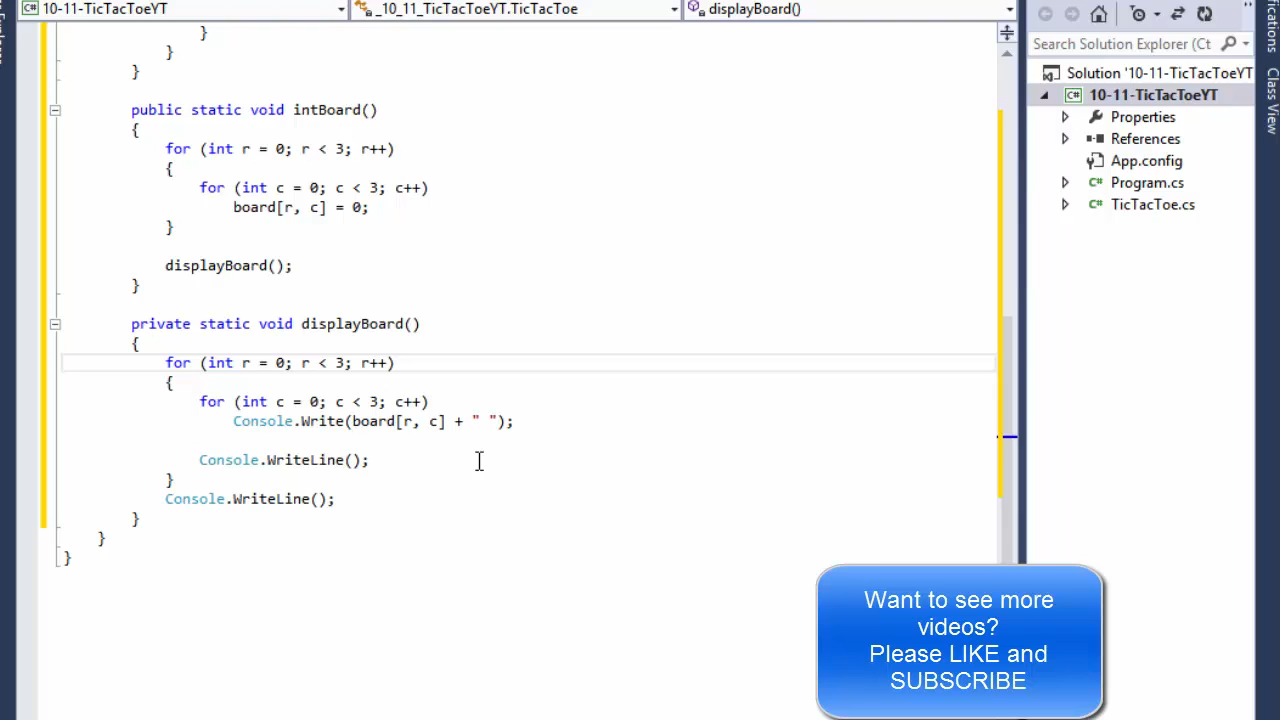 10-11-TicTacToeYT
_10_11_TicTacToeYT.TicTacToe
displayBoard()
}
}
}
public static void intBoard()
{
for (int r = 0; r < 3; r++)
{
for (int c = 0; c < 3; c++)
board[r, c] = 0;
}
displayBoard();
}
private static void displayBoard()
{
for (int r = 0; r < 3; r++)
{
for (int c = 0; c < 3; c++)
Console.Write(board[r, c] + " ");
Console.WriteLine();
}
Console.WriteLine();
}
}
}
Search Solution Explorer (Ct
Solution '10-11-TicTacToeYT
C# 10-11-TicTacToeYT
Properties
References
App.config
C# Program.cs
C# TicTacToe.cs
Class View
Want to see more
videos?
Please LIKE and
SUBSCRIBE